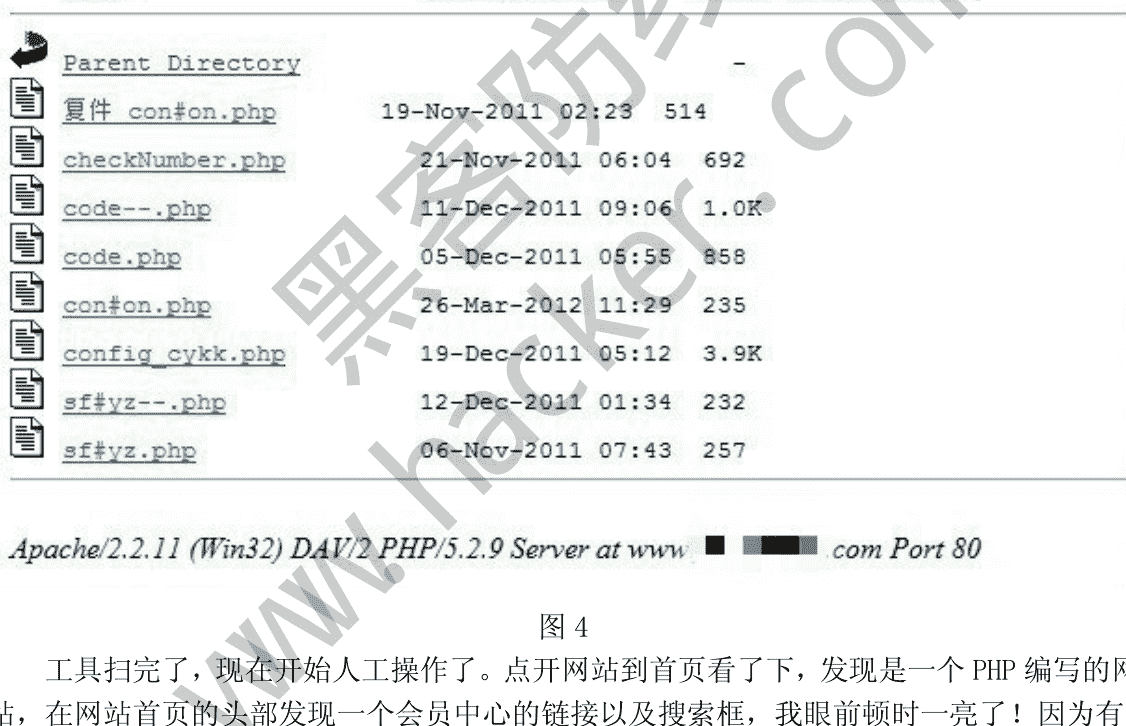 Parent Directory -
复件 con#on.php 19-Nov-2011 02:23 514
checkNumber.php 21-Nov-2011 06:04 692
code--.php 11-Dec-2011 09:06 1.0K
code.php 05-Dec-2011 05:55 858
con#on.php 26-Mar-2012 11:29 235
config_cykk.php 19-Dec-2011 05:12 3.9K
sf#yz--.php 12-Dec-2011 01:34 232
sf#yz.php 06-Nov-2011 07:43 257
Apache/2.2.11 (Win32) DAV/2 PHP/5.2.9 Server at www .com Port 80
图 4
工具扫完了，现在开始人工操作了。点开网站到首页看了下，发现是一个 PHP 编写的网
站，在网站首页的头部发现一个会员中心的链接以及搜索框，我眼前顿时一亮了！因为有
黑客防线
www.hacker.com